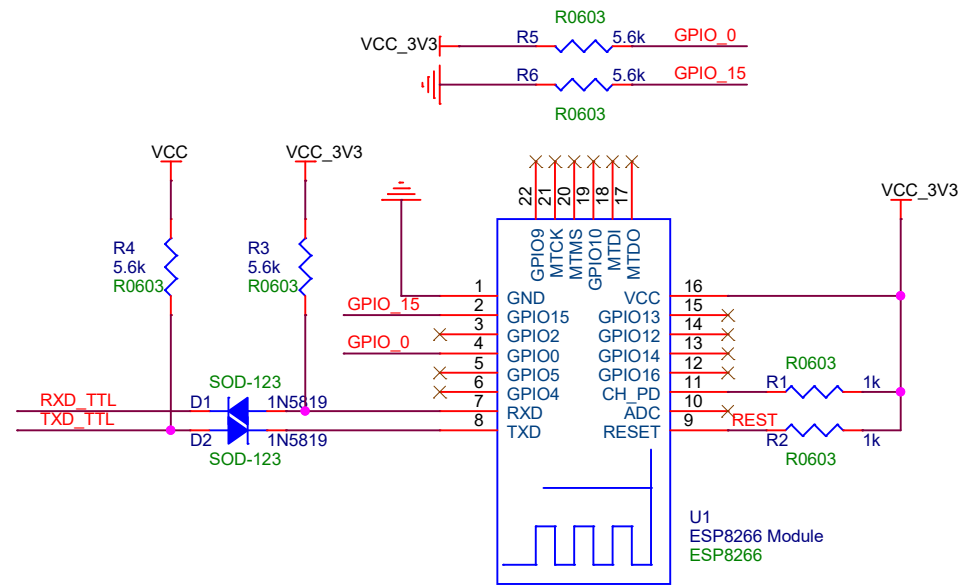 R0603
R5 5.6k GPIO_0
VCC_3V3
R6 5.6k GPIO_15
R0603
VCC VCC_3V3 VCC_3V3
22 21 20 19 18 17
GPIO9 MTCK MTMS GPIO10 MTDI MTDO
R4 R3
5.6k 5.6k
R0603 R0603
1 GND VCC 16
GPIO_15 2 GPIO15 GPIO13 15
3 GPIO2 GPIO12 14
GPIO_0 4 GPIO0 GPIO14 13
5 GPIO5 GPIO16 12
R0603
6 GPIO4 CH_PD 11 R1 1k
SOD-123
RXD_TTL D1 1N5819 7 RXD ADC 10
TXD_TTL D2 1N5819 8 TXD RESET 9 REST R2 1k
SOD-123 R0603
U1
ESP8266 Module
ESP8266